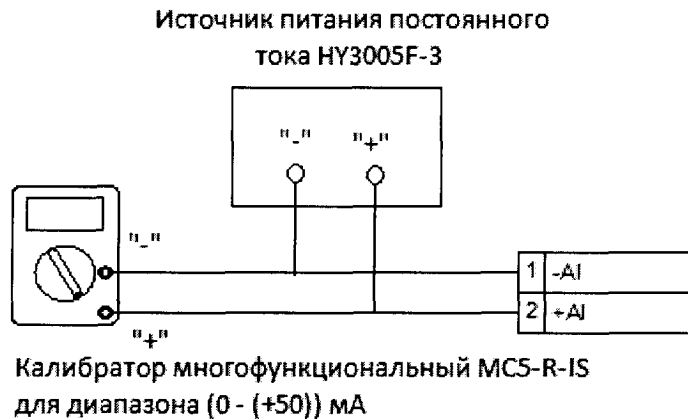 Источник питания постоянного
тока HY3005F-3
"-" "+"
"-"
1 -AI
2 +AI
"+"
Калибратор многофункциональный MC5-R-IS
для диапазона (0 - (+50)) мА